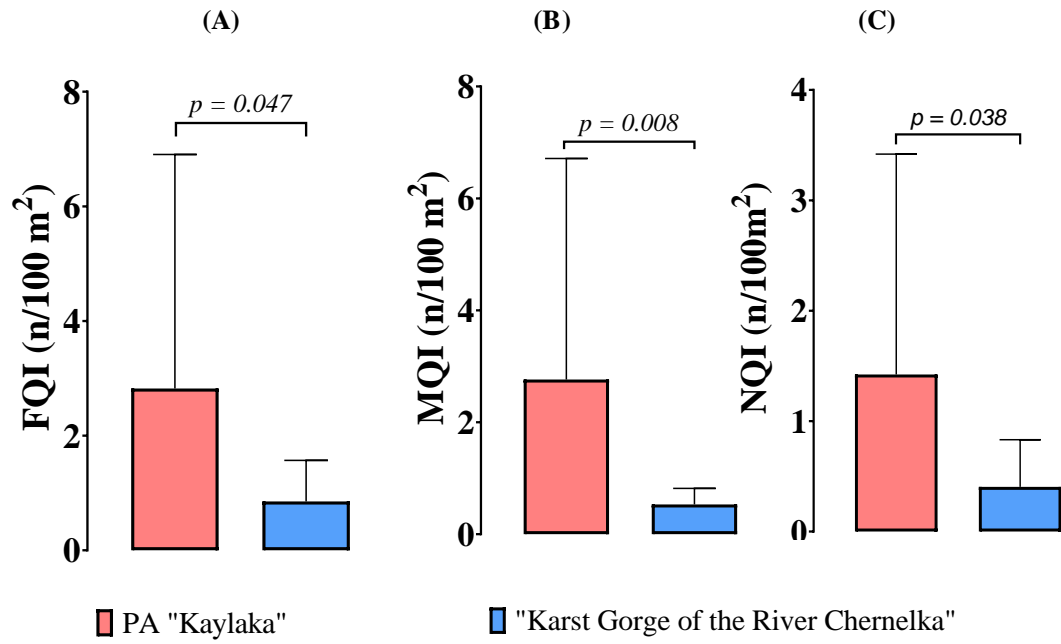 (A)
(B)
(C)
FQI (n/100 m²)
8
6
4
2
0
p = 0.047
MQI (n/100 m²)
8
6
4
2
0
p = 0.008
NQI (n/100m²)
4
3
2
1
0
p = 0.038
PA "Kaylaka"
"Karst Gorge of the River Chernelka"